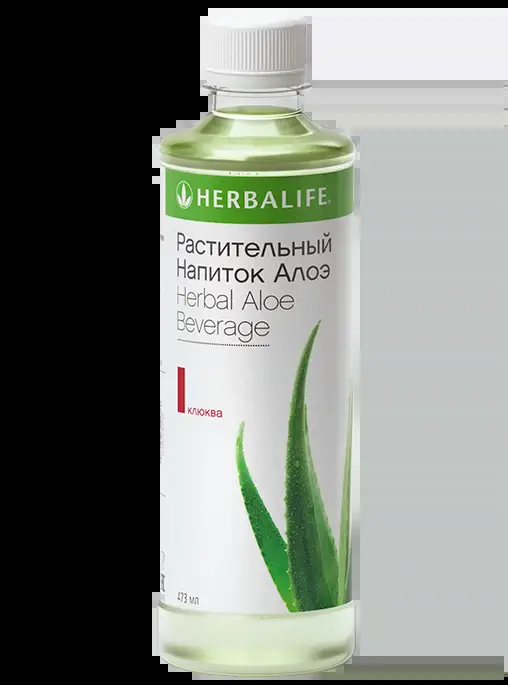 HERBALIFE®
Растительный
Напиток Алоэ
Herbal Aloe
Beverage
клюква
473 мл